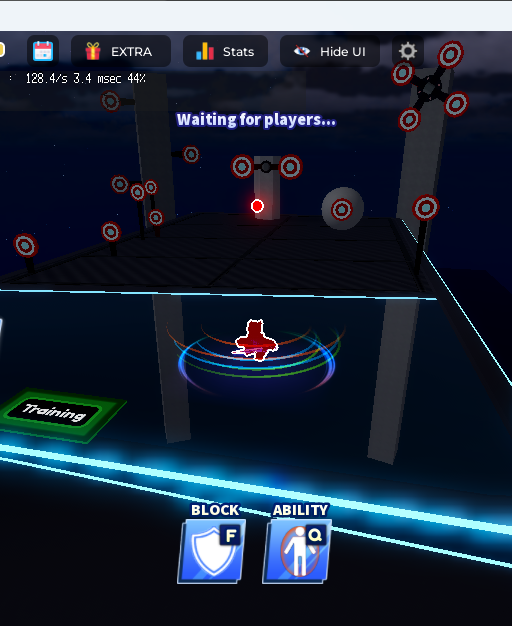 EXTRA
Stats
Hide UI
: 128.4/s 3.4 msec 44%
Waiting for players...
Training
BLOCK
ABILITY
F
Q